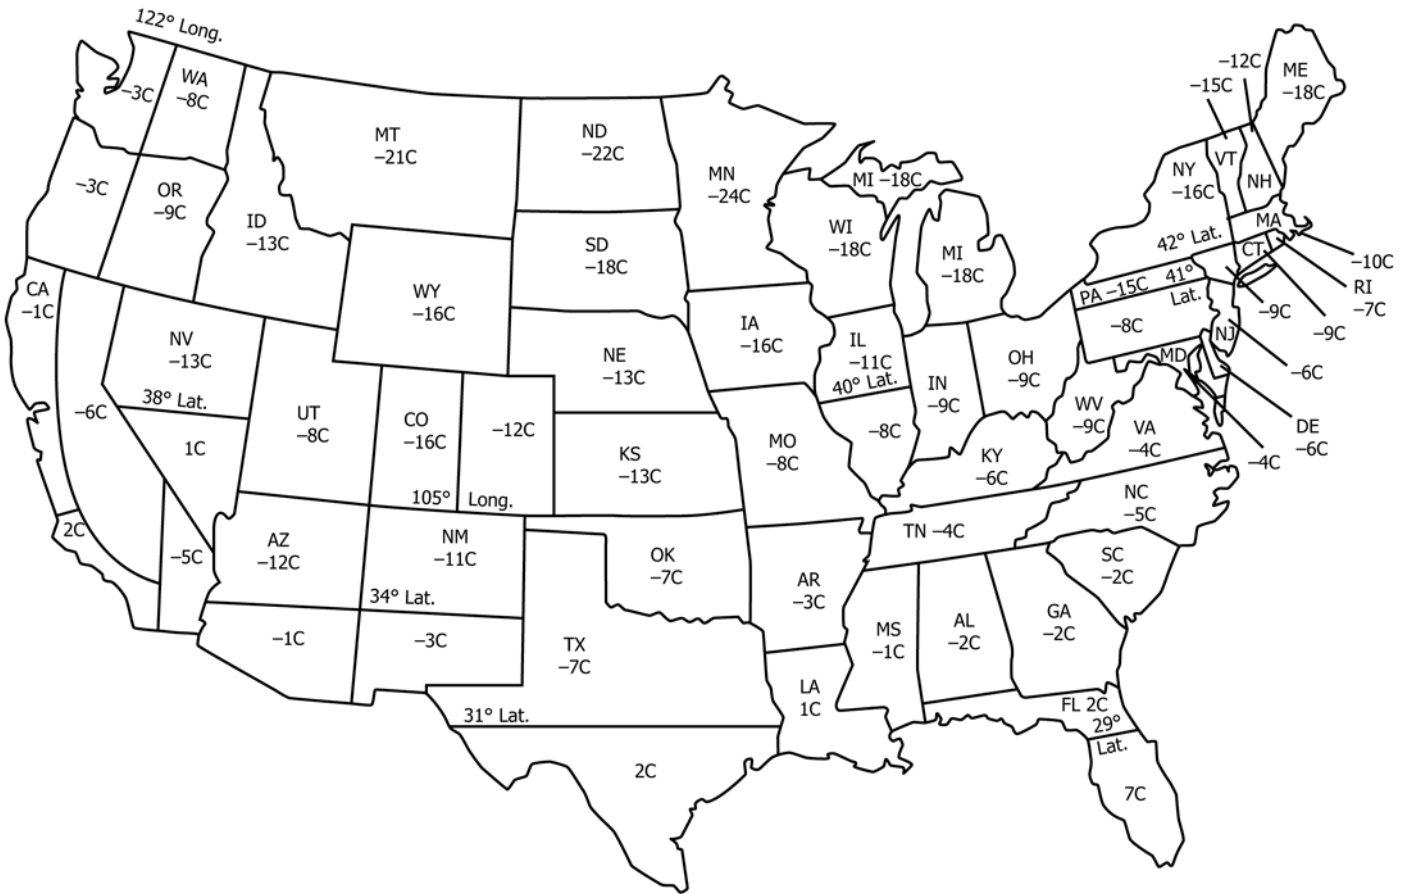 122° Long.
–3C
WA
–8C
–3C
OR
–9C
ID
–13C
MT
–21C
ND
–22C
MN
–24C
MI –18C
WI
–18C
MI
–18C
NY
–16C
42° Lat.
–15C
–12C
ME
–18C
VT
NH
MA
CT
–10C
RI
–7C
–9C
–9C
PA –15C
41°
Lat.
–8C
NJ
–6C
MD
DE
–6C
–4C
CA
–1C
–6C
2C
–5C
NV
–13C
38° Lat.
1C
UT
–8C
WY
–16C
SD
–18C
NE
–13C
IA
–16C
IL
–11C
40° Lat.
–8C
IN
–9C
OH
–9C
WV
–9C
VA
–4C
KY
–6C
CO
–16C
–12C
105° Long.
KS
–13C
MO
–8C
TN –4C
NC
–5C
SC
–2C
AZ
–12C
–1C
NM
–11C
34° Lat.
–3C
OK
–7C
AR
–3C
TX
–7C
31° Lat.
2C
LA
1C
MS
–1C
AL
–2C
GA
–2C
FL 2C
29°
Lat.
7C